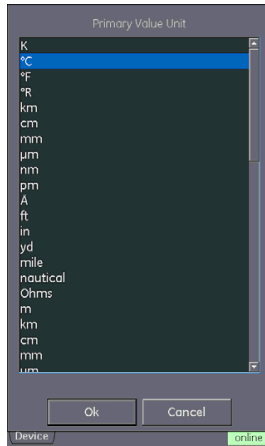 Primary Value Unit
K
°C
°F
°R
km
cm
mm
µm
nm
pm
A
ft
in
yd
mile
nautical
Ohms
m
km
cm
mm
µm
Ok
Cancel
Device
online